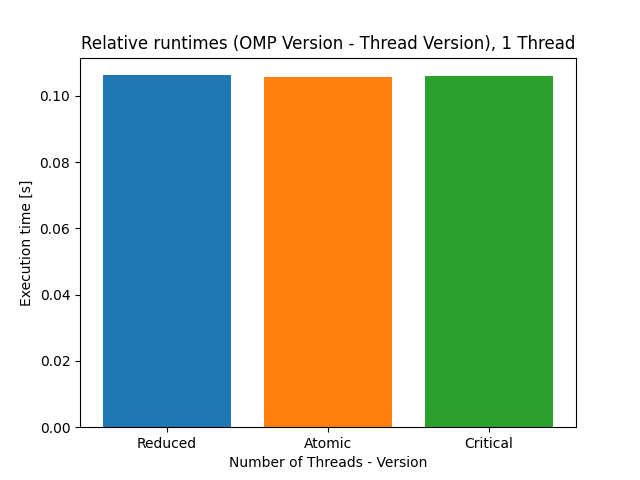 Relative runtimes (OMP Version - Thread Version), 1 Thread
Execution time [s]
0.10
0.08
0.06
0.04
0.02
0.00
Reduced
Atomic
Critical
Number of Threads - Version